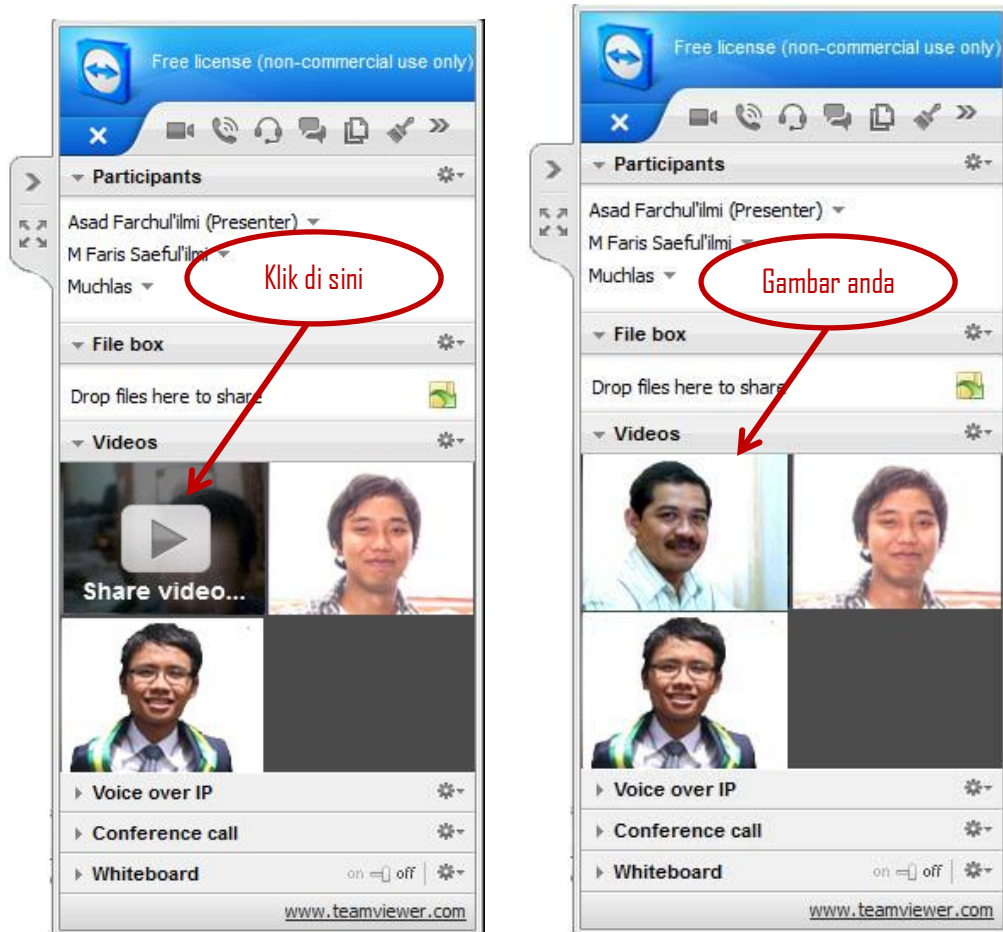 Free license (non-commercial use only)
Participants
Asad Farchul'ilmi (Presenter)
M Faris Saeful'ilmi
Muchlas
Klik di sini
File box
Drop files here to share
Videos
Share video...
Voice over IP
Conference call
Whiteboard on off
www.teamviewer.com
Free license (non-commercial use only)
Participants
Asad Farchul'ilmi (Presenter)
M Faris Saeful'ilmi
Muchlas
Gambar anda
File box
Drop files here to share
Videos
Voice over IP
Conference call
Whiteboard on off
www.teamviewer.com